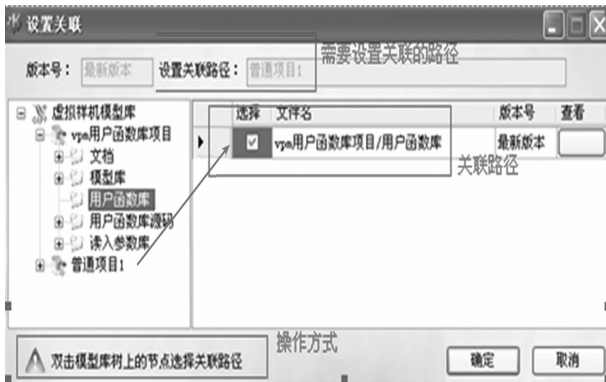 设置关联
需要设置关联的路径
版本号： 最新版本 设置关联路径： 普通项目1
虚拟样机模型库
vpm用户函数库项目
文档
模型库
用户函数库
用户函数库源码
读入参数库
普通项目1
选择 文件名 版本号 查看
vpm用户函数库项目/用户函数库 最新版本
关联路径
操作方式
双击模型库树上的节点选择关联路径
确定 取消